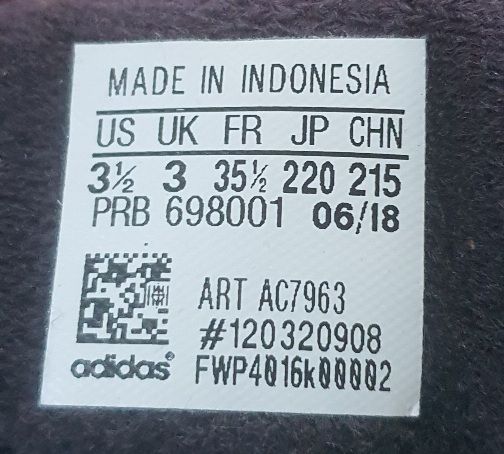 MADE IN INDONESIA
US UK FR JP CHN
3½ 3 35½ 220 215
PRB 698001 06/18
ART AC7963
#120320908
adidas® FWP4016k00002